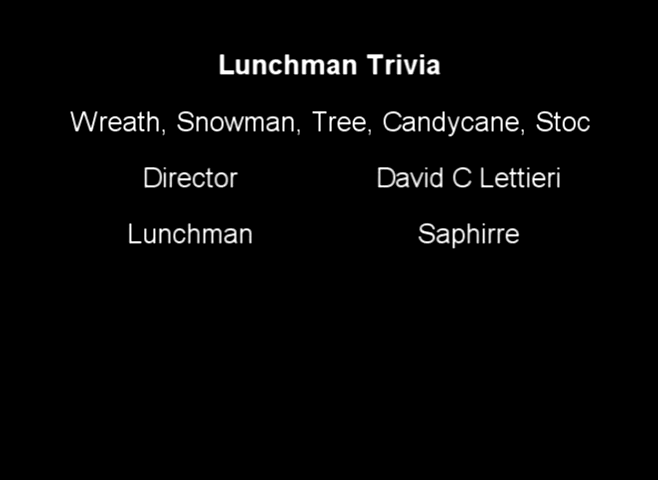 Lunchman Trivia
Wreath, Snowman, Tree, Candycane, Stoc
Director David C Lettieri
Lunchman Saphirre